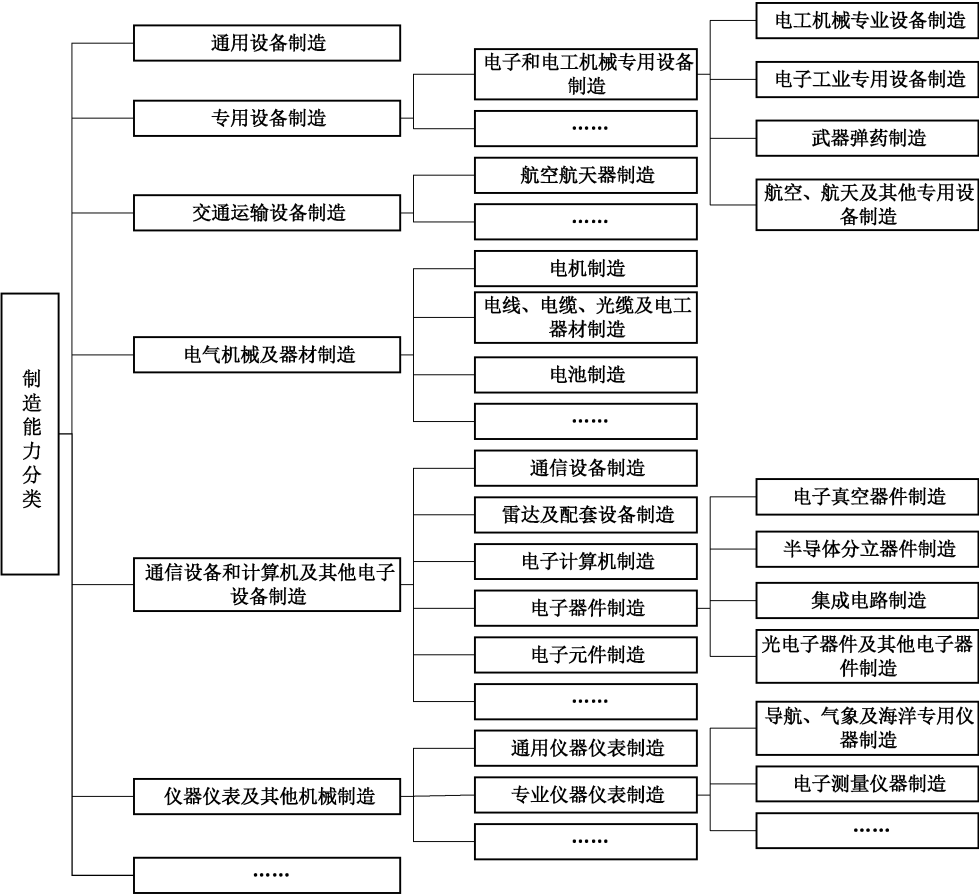 制造能力分类
通用设备制造
专用设备制造
电子和电工机械专用设备
制造
电工机械专业设备制造
电子工业专用设备制造
武器弹药制造
航空、航天及其他专用设
备制造
……
交通运输设备制造
航空航天器制造
……
电气机械及器材制造
电机制造
电线、电缆、光缆及电工
器材制造
电池制造
……
通信设备和计算机及其他电子
设备制造
通信设备制造
雷达及配套设备制造
电子计算机制造
电子器件制造
电子真空器件制造
半导体分立器件制造
集成电路制造
光电子器件及其他电子器
件制造
电子元件制造
……
仪器仪表及其他机械制造
通用仪器仪表制造
专业仪器仪表制造
导航、气象及海洋专用仪
器制造
电子测量仪器制造
……
……
……